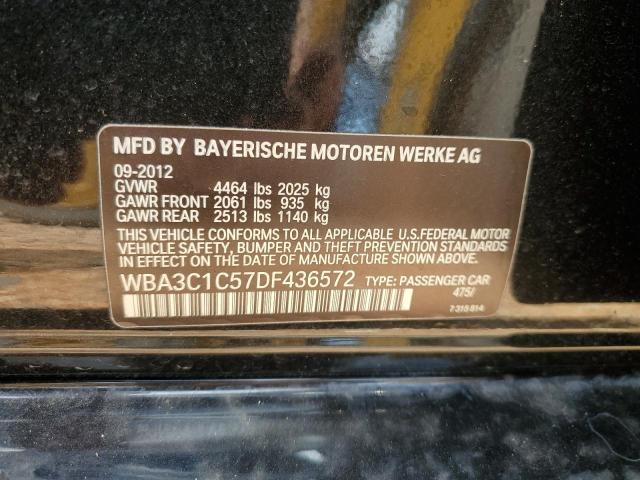 MFD BY BAYERISCHE MOTOREN WERKE AG
09-2012
GVWR 4464 lbs 2025 kg
GAWR FRONT 2061 lbs 935 kg
GAWR REAR 2513 lbs 1140 kg
THIS VEHICLE CONFORMS TO ALL APPLICABLE U.S.FEDERAL MOTOR
VEHICLE SAFETY, BUMPER AND THEFT PREVENTION STANDARDS
IN EFFECT ON THE DATE OF MANUFACTURE SHOWN ABOVE.
WBA3C1C57DF436572 TYPE: PASSENGER CAR
475/
7 315 814